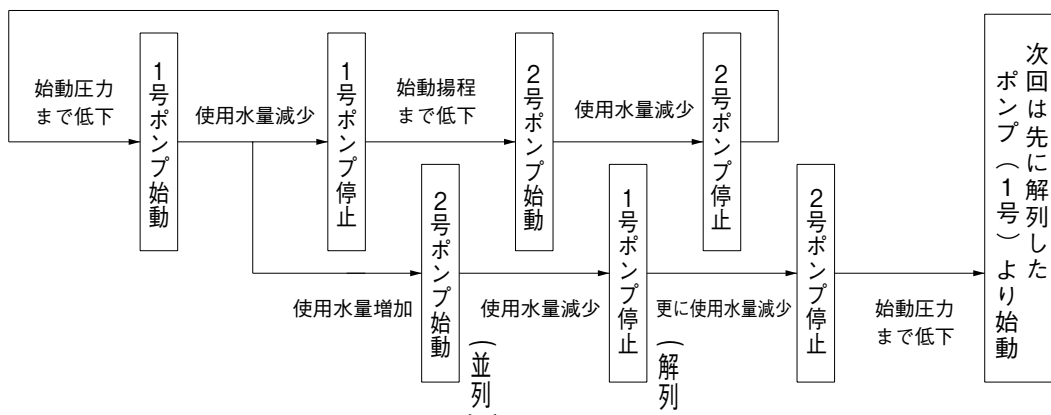 始動圧力
まで低下
1号ポンプ始動
使用水量減少
1号ポンプ停止
始動揚程
まで低下
2号ポンプ始動
使用水量減少
2号ポンプ停止
使用水量増加
2号ポンプ始動
(並列
使用水量減少
1号ポンプ停止
(解列
更に使用水量減少
2号ポンプ停止
始動圧力
まで低下
次回は先に解列した
ポンプ(1号)より始動